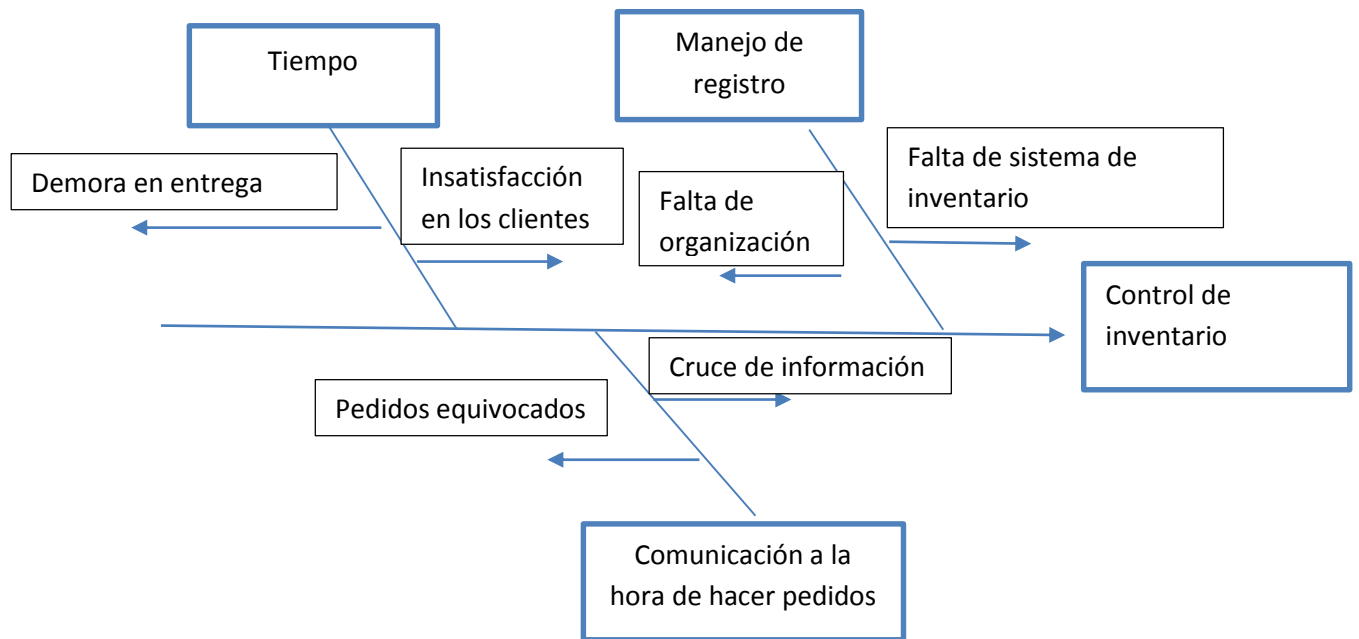 Tiempo
Manejo de
registro
Demora en entrega
Insatisfacción
en los clientes
Falta de
organización
Falta de sistema de
inventario
Control de
inventario
Cruce de información
Pedidos equivocados
Comunicación a la
hora de hacer pedidos